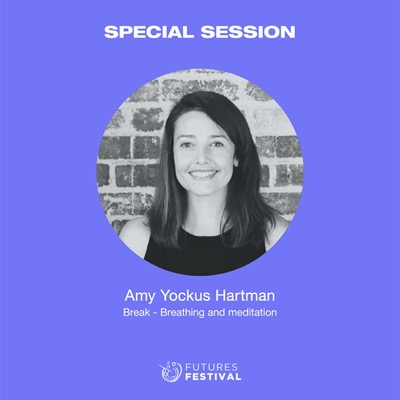 SPECIAL SESSION
Amy Yockus Hartman
Break - Breathing and meditation
FUTURES
FESTIVAL